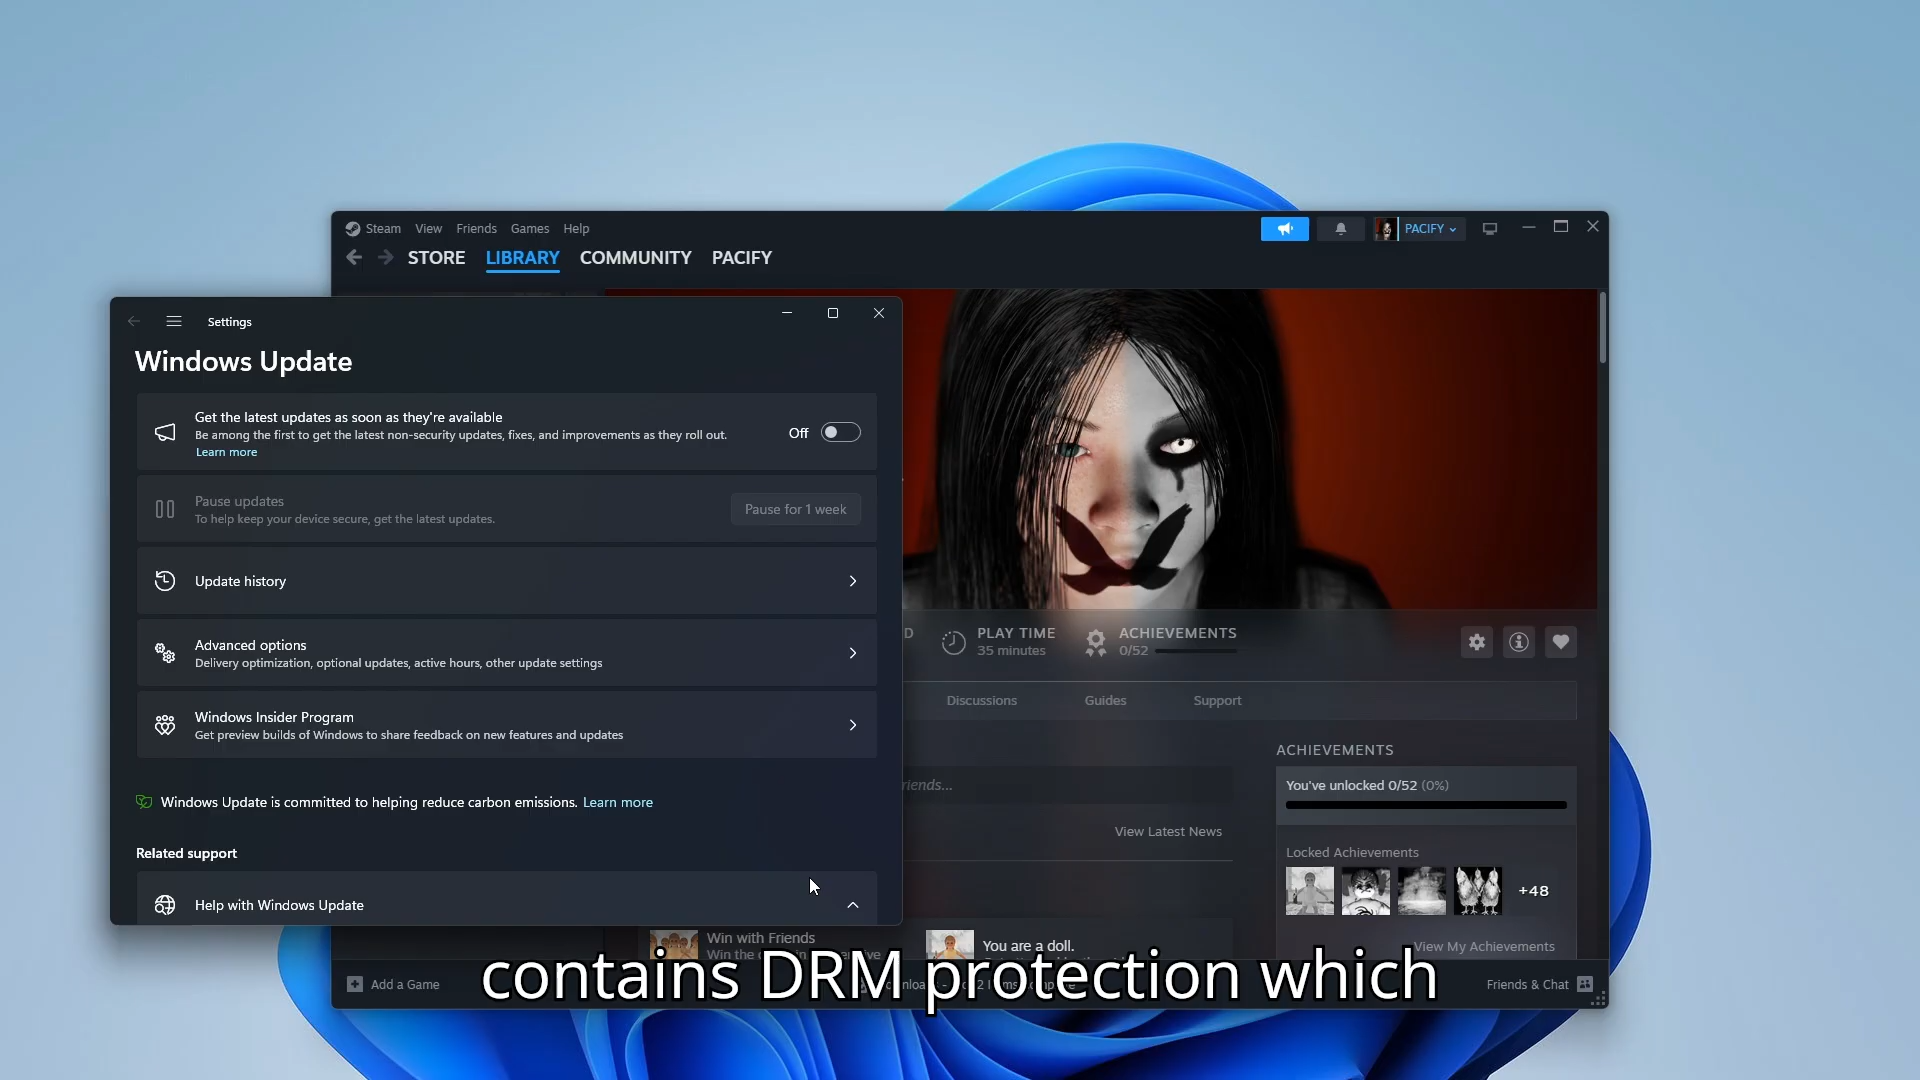 Steam View Friends Games Help
PACIFY
STORE LIBRARY COMMUNITY PACIFY
Settings
Windows Update
Get the latest updates as soon as they're available
Be among the first to get the latest non-security updates, fixes, and improvements as they roll out.
Learn more
Off
Pause updates
To help keep your device secure, get the latest updates.
Pause for 1 week
Update history
Advanced options
Delivery optimization, optional updates, active hours, other update settings
Windows Insider Program
Get preview builds of Windows to share feedback on new features and updates
Windows Update is committed to helping reduce carbon emissions. Learn more
Related support
Help with Windows Update
D
PLAY TIME
35 minutes
ACHIEVEMENTS
0/52
Discussions Guides Support
riends...
View Latest News
ACHIEVEMENTS
You've unlocked 0/52 (0%)
Locked Achievements
+48
View My Achievements
Win with Friends
You are a doll.
Add a Game
Friends & Chat
contains DRM protection which